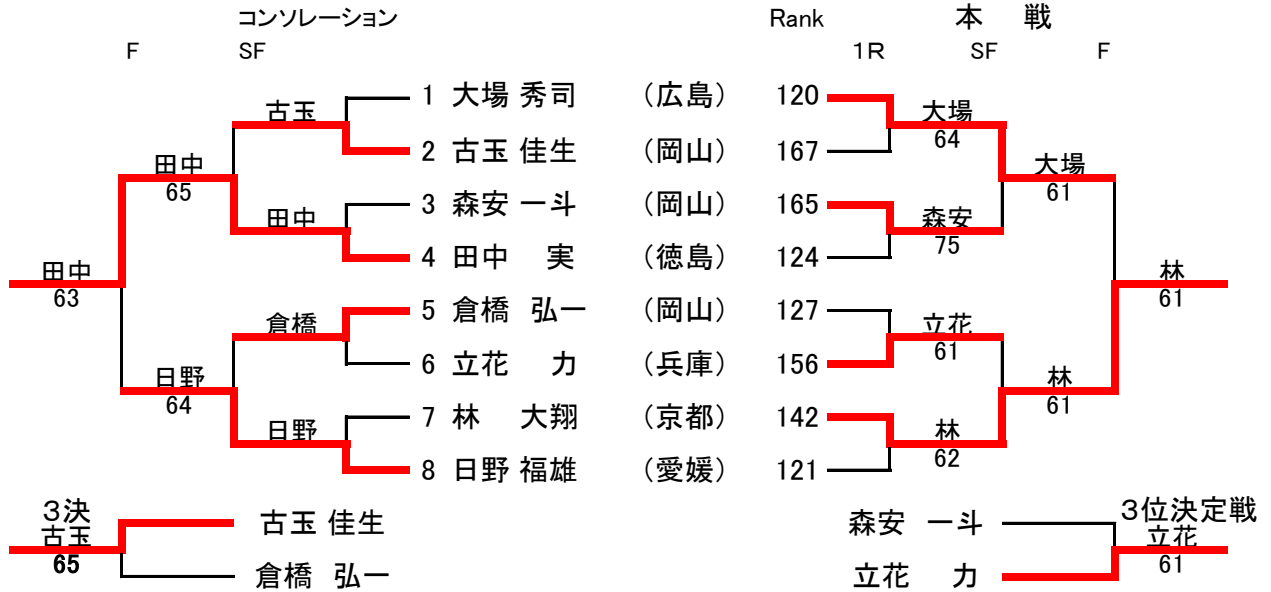 コンソレーション Rank 本 戦
F SF 1R SF F
1 大場 秀司 (広島) 120
古玉 大場
64
2 古玉 佳生 (岡山) 167
田中 大場
65 61
3 森安 一斗 (岡山) 165
田中 森安
75
4 田中 実 (徳島) 124
田中 林
63 61
5 倉橋 弘一 (岡山) 127
倉橋 立花
61
6 立花 力 (兵庫) 156
日野 林
64 61
7 林 大翔 (京都) 142
日野 林
62
8 日野 福雄 (愛媛) 121
3決 古玉 佳生 森安 一斗 3位決定戦
古玉 立花
65 61
倉橋 弘一 立花 力